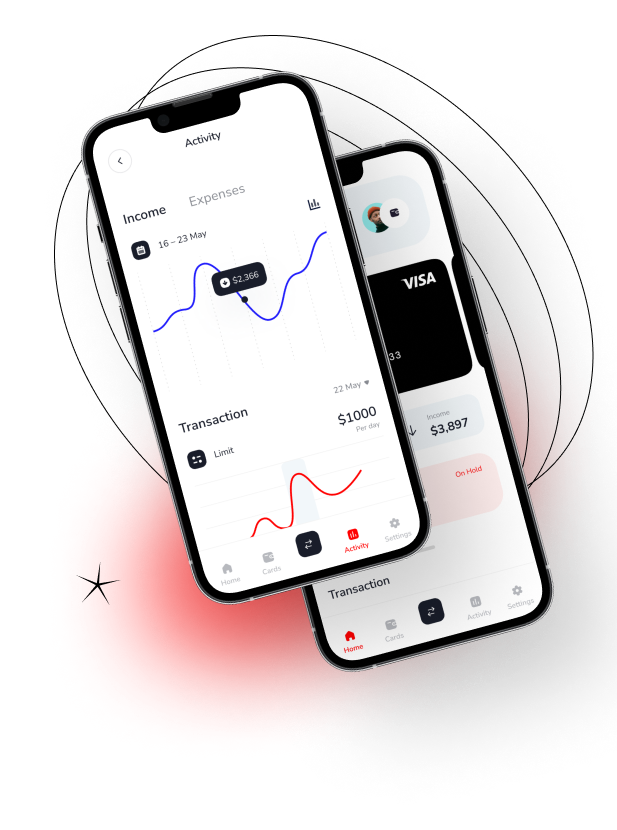 Activity
Income
Expenses
16 – 23 May
$2,366
Transaction
22 May
Limit
$1000
Per day
Home
Cards
Activity
Settings
VISA
33
Income
$3,897
On Hold
Transaction
Home
Cards
Activity
Settings